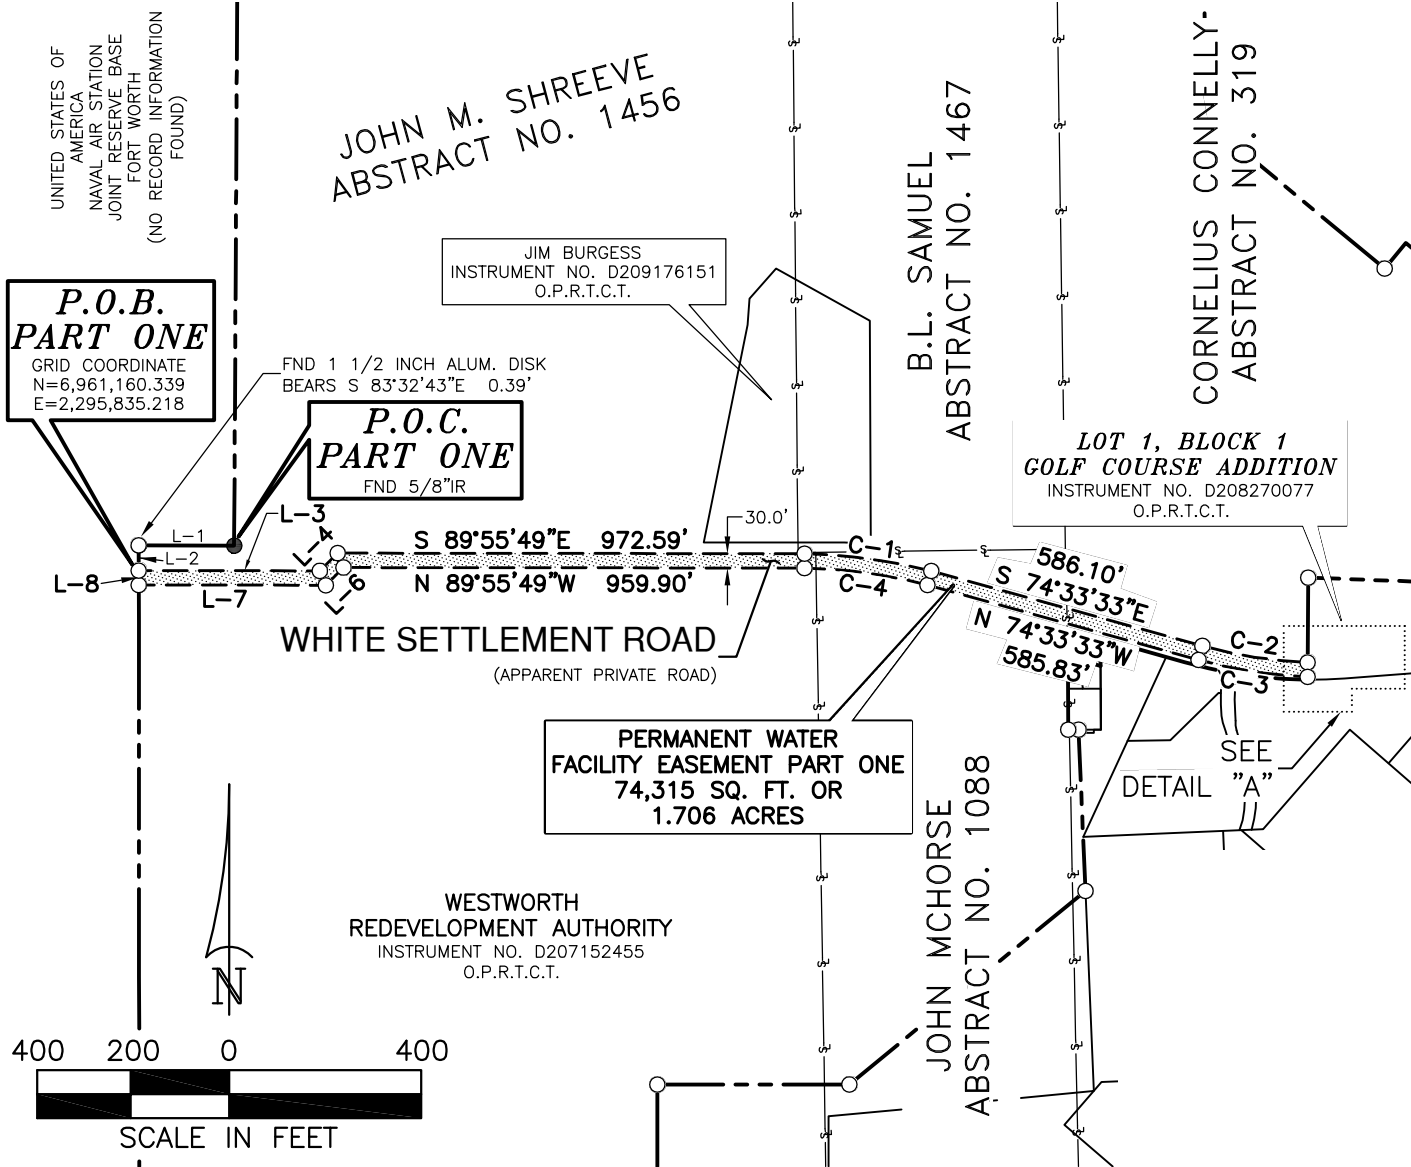 UNITED STATES OF
AMERICA
NAVAL AIR STATION
JOINT RESERVE BASE
FORT WORTH
(NO RECORD INFORMATION
FOUND)
JOHN M. SHREEVE
ABSTRACT NO. 1456
B.L. SAMUEL
ABSTRACT NO. 1467
CORNELIUS CONNELLY
ABSTRACT NO. 319
JIM BURGESS
INSTRUMENT NO. D209176151
O.P.R.T.C.T.
P.O.B.
PART ONE
GRID COORDINATE
N=6,961,160.339
E=2,295,835.218
FND 1 1/2 INCH ALUM. DISK
BEARS S 83°32'43"E 0.39'
P.O.C.
PART ONE
FND 5/8"IR
LOT 1, BLOCK 1
GOLF COURSE ADDITION
INSTRUMENT NO. D208270077
O.P.R.T.C.T.
L-1
L-2
L-3
L-4
L-6
L-7
L-8
S 89°55'49"E 972.59'
N 89°55'49"W 959.90'
30.0'
C-1
C-4
586.10'
S 74°33'33"E
N 74°33'33"W
585.83'
C-2
C-3
WHITE SETTLEMENT ROAD
(APPARENT PRIVATE ROAD)
PERMANENT WATER
FACILITY EASEMENT PART ONE
74,315 SQ. FT. OR
1.706 ACRES
SEE
DETAIL "A"
JOHN MCHORSE
ABSTRACT NO. 1088
WESTWORTH
REDEVELOPMENT AUTHORITY
INSTRUMENT NO. D207152455
O.P.R.T.C.T.
N
400 200 0 400
SCALE IN FEET